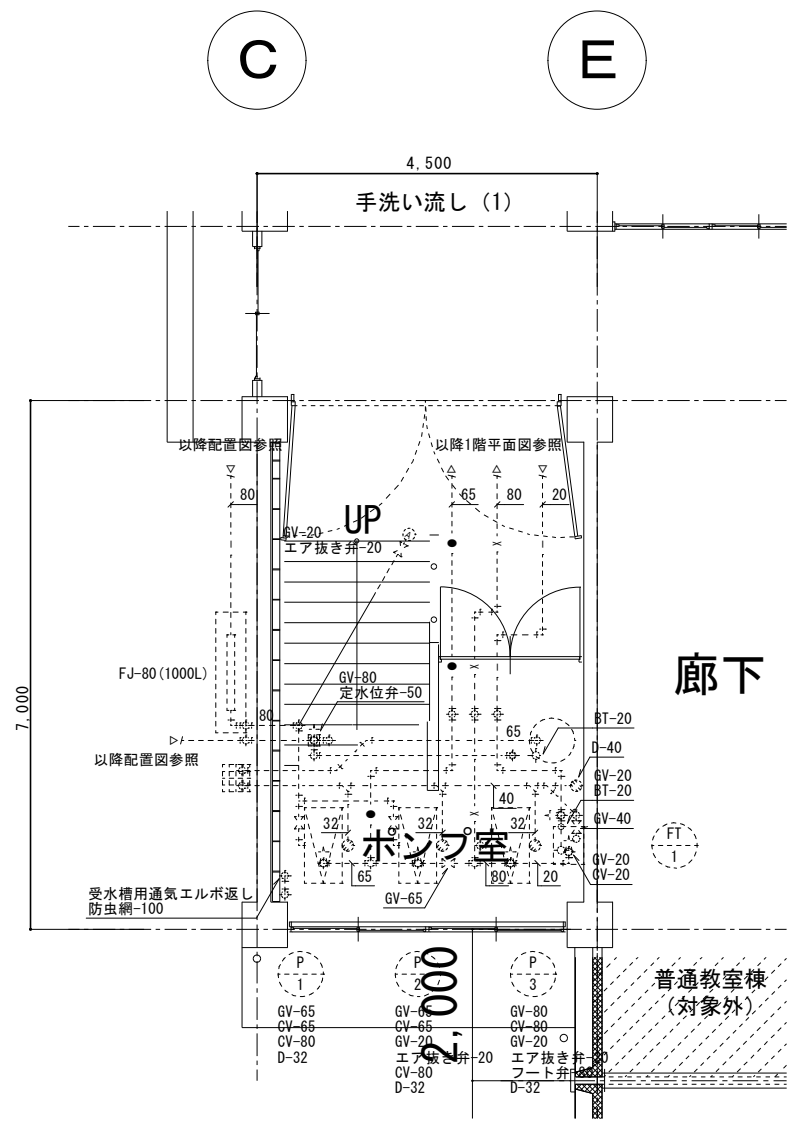 C
E
4,500
手洗い流し（1）
以降配置図参照
以降1階平面図参照
80
65
80
20
UP
GV-20
エア抜き弁-20
FJ-80(1000L)
GV-80
定水位弁-50
廊下
7,000
80
65
BT-20
以降配置図参照
D-40
GV-20
BT-20
40
GV-40
32
32
32
ポンプ室
FT
1
GV-20
CV-20
65
80
20
GV-65
受水槽用通気エルボ返し
防虫網-100
P
1
P
2
P
3
2,000
普通教室棟
（対象外）
GV-65
CV-65
CV-80
D-32
GV-65
CV-65
GV-20
エア抜き弁-20
CV-80
D-32
GV-80
CV-80
GV-20
エア抜き弁-20
フート弁-80
D-32